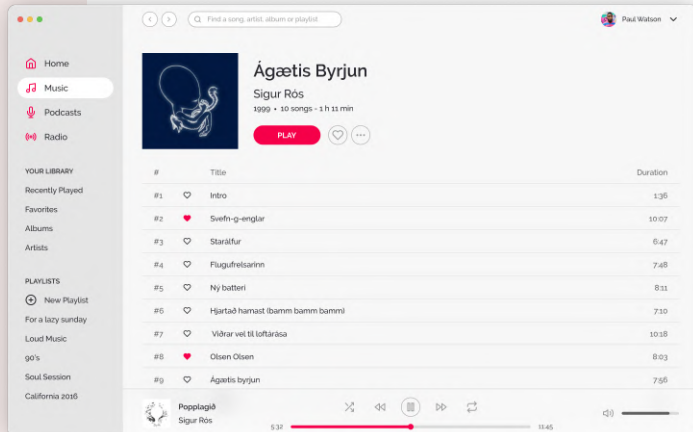 Find a song, artist, album or playlist
Paul Watson
Home
Music
Podcasts
Radio
YOUR LIBRARY
Recently Played
Favorites
Albums
Artists
PLAYLISTS
New Playlist
For a lazy sunday
Loud Music
90's
Soul Session
California 2016
Ágætis Byrjun
Sigur Rós
1999 • 10 songs - 1 h 11 min
PLAY
# Title Duration
#1 Intro 1:36
#2 Svefn-g-englar 10:07
#3 Starálfur 6:47
#4 Flugufrelsarinn 7:48
#5 Ný batterí 8:11
#6 Hjartað hamast (bamm bamm bamm) 7:10
#7 Viðrar vel til loftárása 10:18
#8 Olsen Olsen 8:03
#9 Ágætis byrjun 7:56
Popplagið
Sigur Rós
5:32
11:45